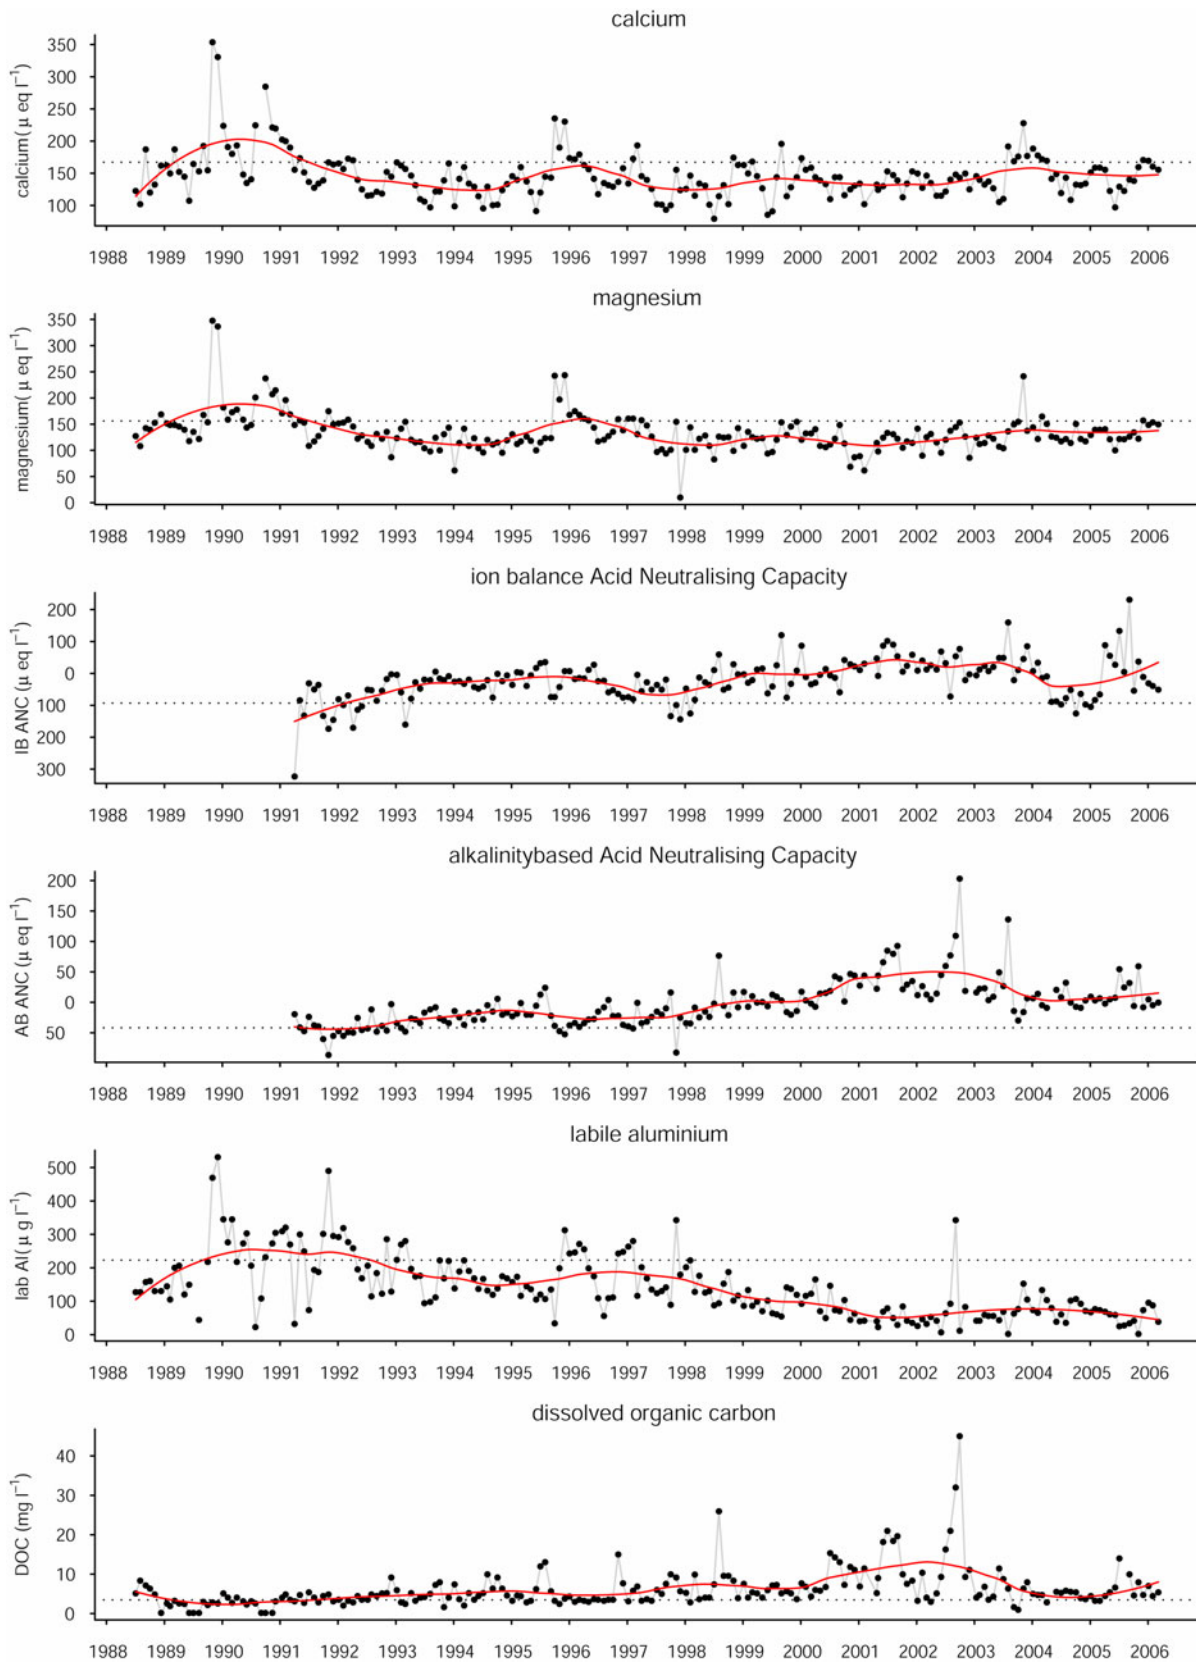 calcium
calcium( μ eq l⁻¹)
350
300
250
200
150
100
1988 1989 1990 1991 1992 1993 1994 1995 1996 1997 1998 1999 2000 2001 2002 2003 2004 2005 2006
magnesium
magnesium( μ eq l⁻¹)
350
300
250
200
150
100
50
0
1988 1989 1990 1991 1992 1993 1994 1995 1996 1997 1998 1999 2000 2001 2002 2003 2004 2005 2006
ion balance Acid Neutralising Capacity
IB ANC (μ eq l⁻¹)
200
100
0
100
200
300
1988 1989 1990 1991 1992 1993 1994 1995 1996 1997 1998 1999 2000 2001 2002 2003 2004 2005 2006
alkalinitybased Acid Neutralising Capacity
AB ANC (μ eq l⁻¹)
200
150
100
50
0
50
1988 1989 1990 1991 1992 1993 1994 1995 1996 1997 1998 1999 2000 2001 2002 2003 2004 2005 2006
labile aluminium
lab Al( μ g l⁻¹)
500
400
300
200
100
0
1988 1989 1990 1991 1992 1993 1994 1995 1996 1997 1998 1999 2000 2001 2002 2003 2004 2005 2006
dissolved organic carbon
DOC (mg l⁻¹)
40
30
20
10
0
1988 1989 1990 1991 1992 1993 1994 1995 1996 1997 1998 1999 2000 2001 2002 2003 2004 2005 2006